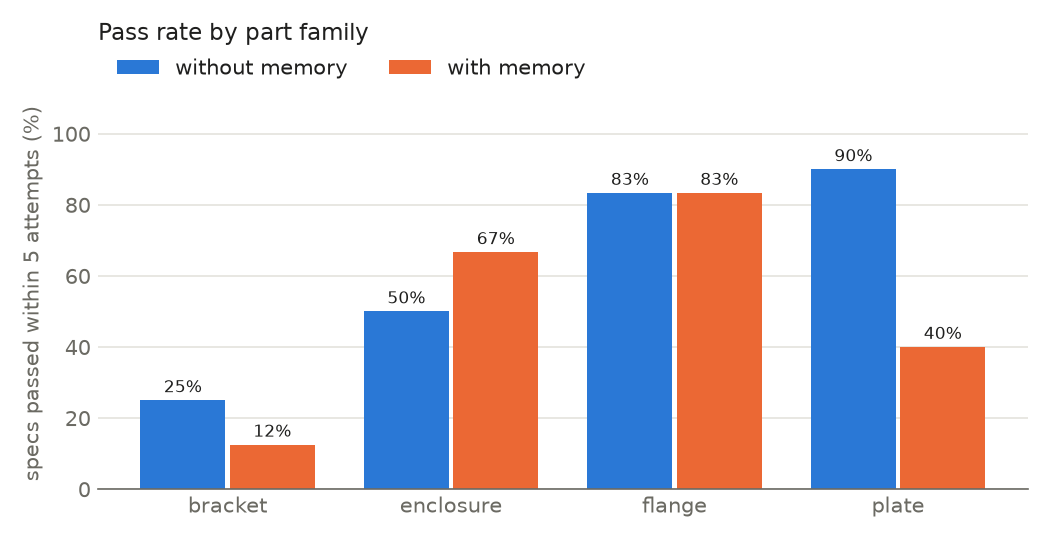 Pass rate by part family
without memory
with memory
specs passed within 5 attempts (%)
100
80
60
40
20
0
25%
12%
50%
67%
83%
83%
90%
40%
bracket
enclosure
flange
plate